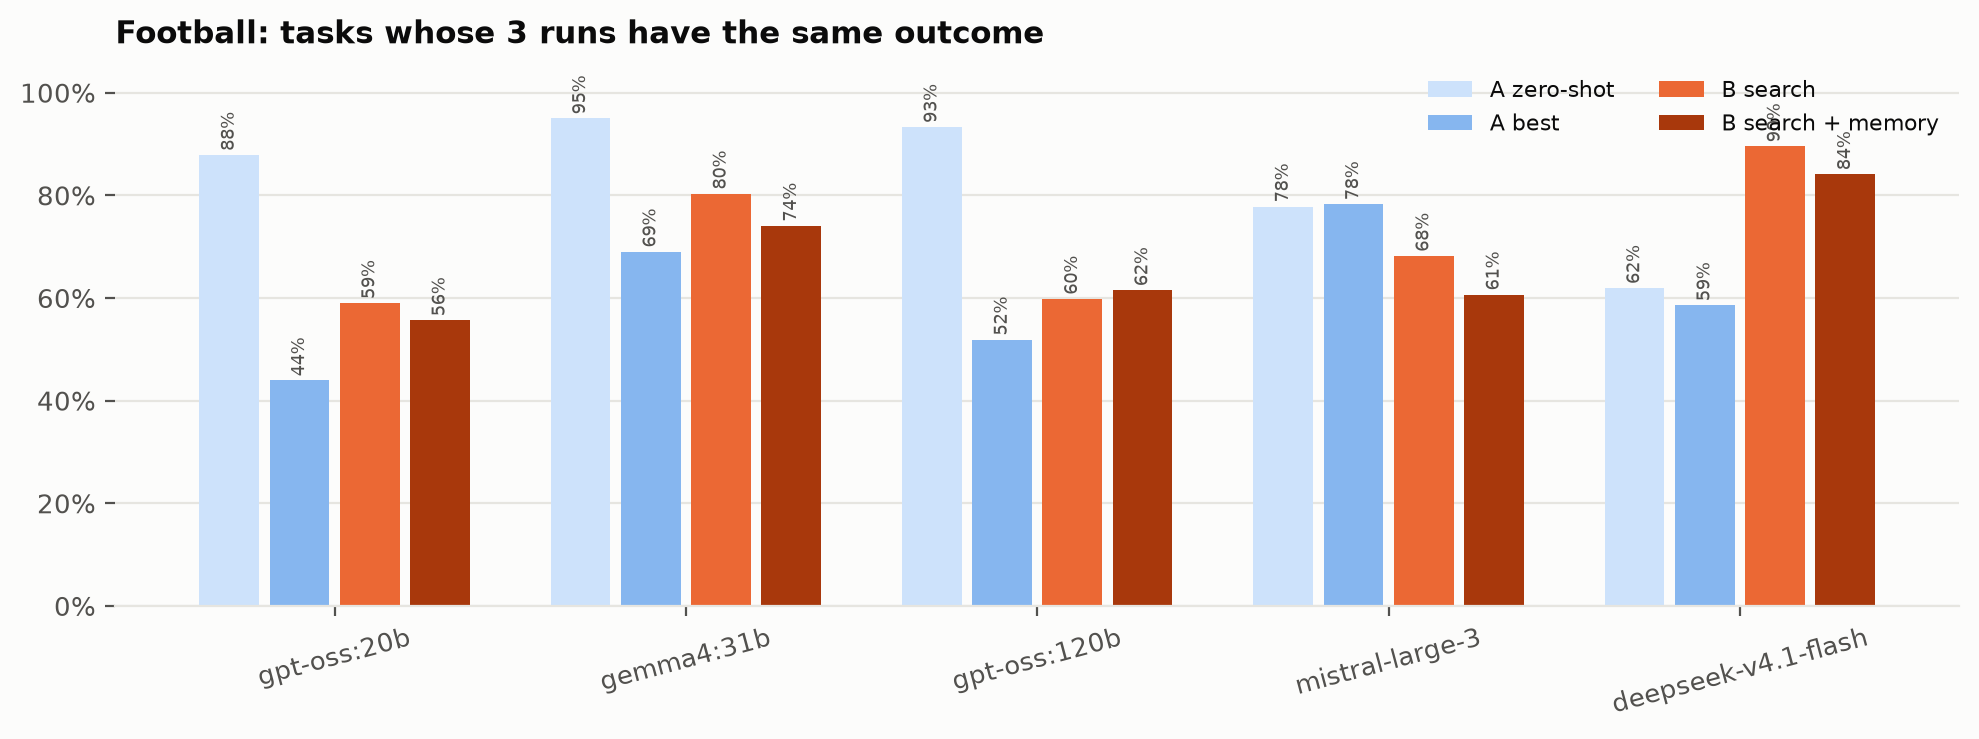 Football: tasks whose 3 runs have the same outcome
A zero-shot
A best
B search
B search + memory
100%
80%
60%
40%
20%
0%
88%
44%
59%
56%
95%
69%
80%
74%
93%
52%
60%
62%
78%
78%
68%
61%
62%
59%
90%
84%
gpt-oss:20b
gemma4:31b
gpt-oss:120b
mistral-large-3
deepseek-v4.1-flash